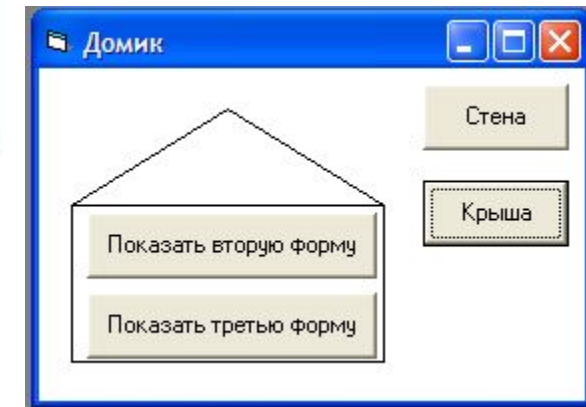 Домик
Стена
Крыша
Показать вторую форму
Показать третью форму